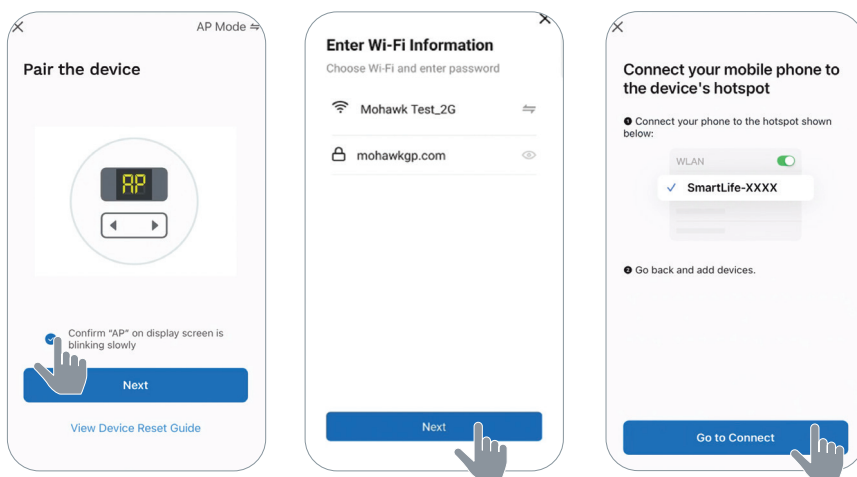 AP Mode
Pair the device
AP
Confirm "AP" on display screen is
blinking slowly
Next
View Device Reset Guide
Enter Wi-Fi Information
Choose Wi-Fi and enter password
Mohawk Test_2G
mohawkgp.com
Next
Connect your mobile phone to
the device's hotspot
❶ Connect your phone to the hotspot shown
below:
WLAN
SmartLife-XXXX
❷ Go back and add devices.
Go to Connect